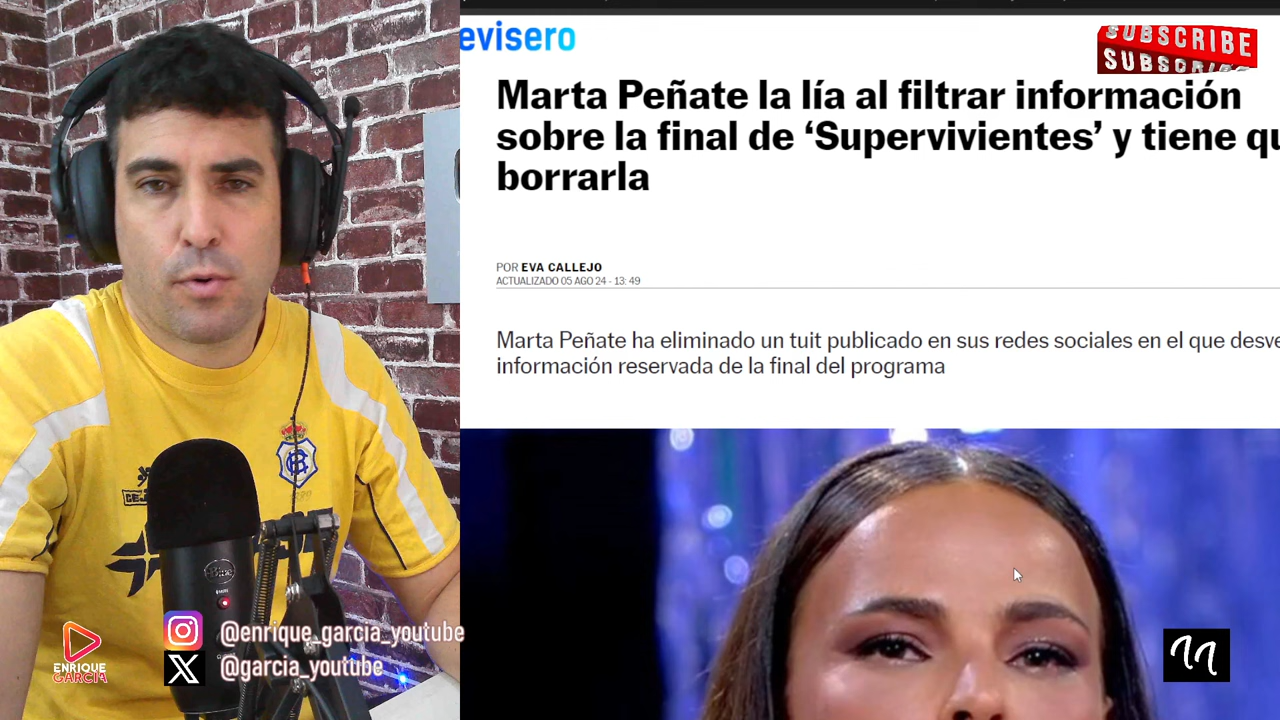 evisero
SUBSCRIBE
SUBSCRIBE
Marta Peñate la lía al filtrar información
sobre la final de ‘Supervivientes’ y tiene qu
borrarla
POR EVA CALLEJO
ACTUALIZADO 05 AGO 24 - 13:49
Marta Peñate ha eliminado un tuit publicado en sus redes sociales en el que desve
información reservada de la final del programa
Blue
@enrique_garcia_youtube
@garcia_youtube
ENRIQUE
GARCIA